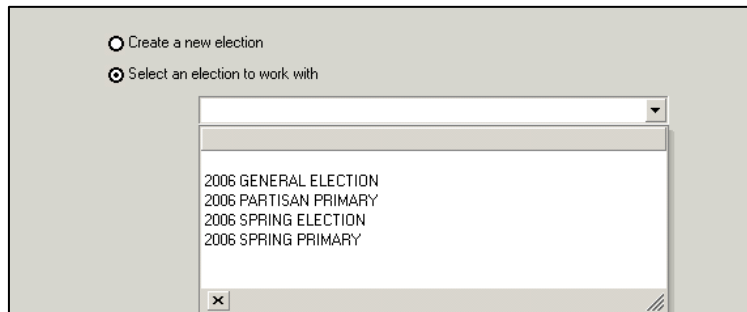 Create a new election
Select an election to work with
2006 GENERAL ELECTION
2006 PARTISAN PRIMARY
2006 SPRING ELECTION
2006 SPRING PRIMARY